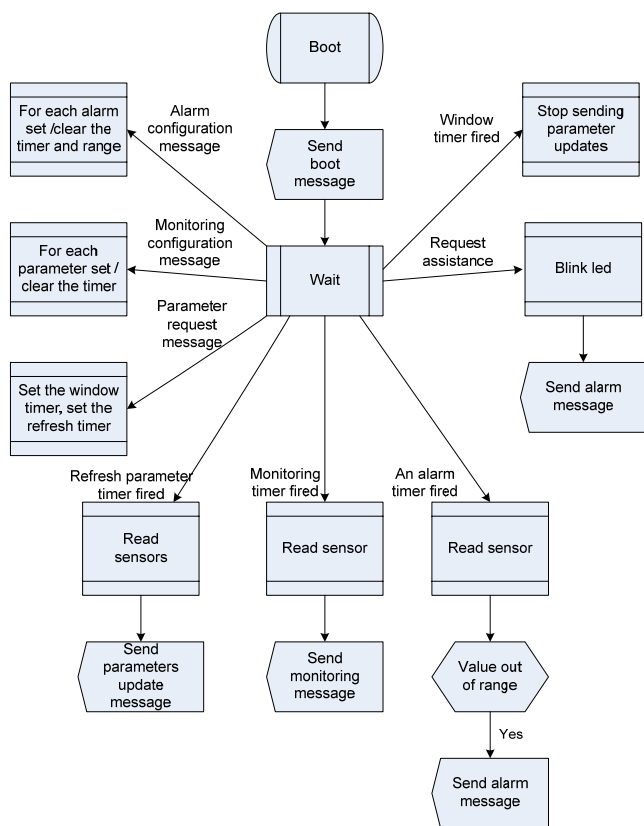 Boot
For each alarm
set /clear the
timer and range
Alarm
configuration
message
Send
boot
message
Window
timer fired
Stop sending
parameter
updates
For each
parameter set /
clear the timer
Monitoring
configuration
message
Wait
Request
assistance
Blink led
Parameter
request
message
Set the window
timer, set the
refresh timer
Send alarm
message
Refresh parameter
timer fired
Monitoring
timer fired
An alarm
timer fired
Read
sensors
Read sensor
Read sensor
Send
parameters
update
message
Send
monitoring
message
Value out
of range
Yes
Send alarm
message